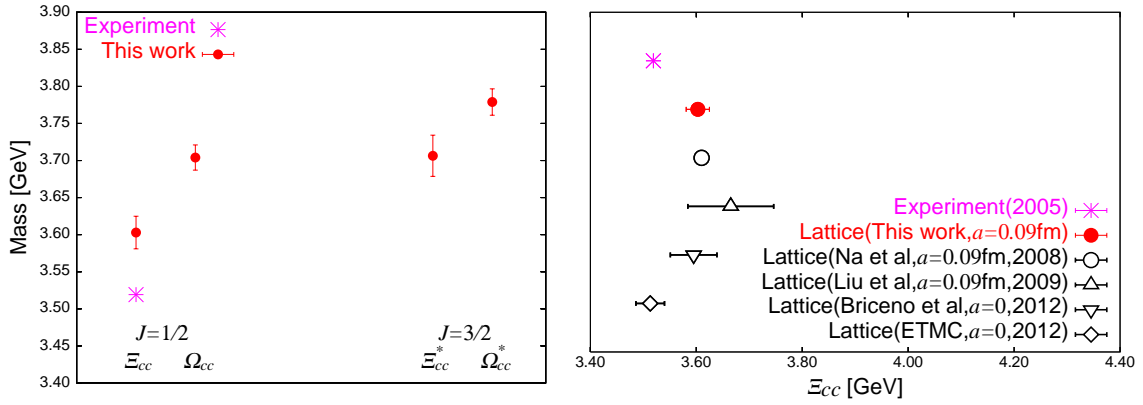 3.90
3.85
3.80
3.75
3.70
3.65
3.60
3.55
3.50
3.45
3.40
Mass [GeV]
Experiment
This work
J=1/2
J=3/2
Ξcc
Ωcc
Ξcc*
Ωcc*
Experiment(2005)
Lattice(This work,a=0.09fm)
Lattice(Na et al,a=0.09fm,2008)
Lattice(Liu et al,a=0.09fm,2009)
Lattice(Briceno et al,a=0,2012)
Lattice(ETMC,a=0,2012)
3.40 3.60 3.80 4.00 4.20 4.40
Ξcc [GeV]